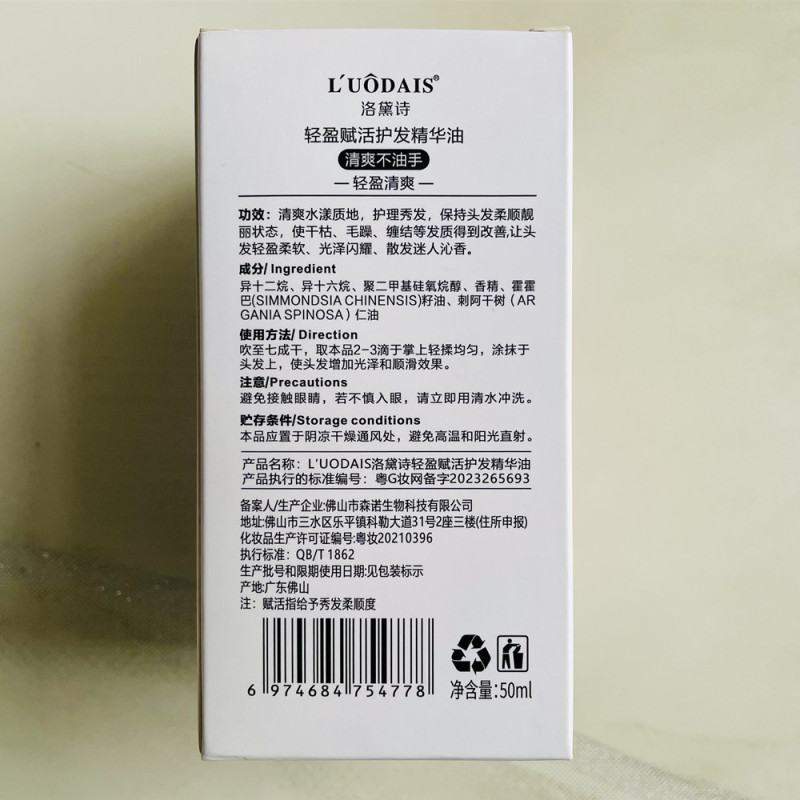 L'UÔDAIS®
洛黛诗
轻盈赋活护发精华油
清爽不油手
— 轻盈清爽 —
功效：清爽水漾质地，护理秀发，保持头发柔顺靓
丽状态，使干枯、毛躁、缠结等发质得到改善,让头
发轻盈柔软、光泽闪耀、散发迷人沁香。
成分/ Ingredient
异十二烷、异十六烷、聚二甲基硅氧烷醇、香精、霍霍
巴(SIMMONDSIA CHINENSIS)籽油、刺阿干树（AR
GANIA SPINOSA）仁油
使用方法/ Direction
吹至七成干，取本品2-3滴于掌上轻揉均匀，涂抹于
头发上，使头发增加光泽和顺滑效果。
注意/Precautions
避免接触眼睛，若不慎入眼，请立即用清水冲洗。
贮存条件/Storage conditions
本品应置于阴凉干燥通风处，避免高温和阳光直射。
产品名称：L'UODAIS洛黛诗轻盈赋活护发精华油
产品执行的标准编号：粤G妆网备字2023265693
备案人/生产企业:佛山市森诺生物科技有限公司
地址:佛山市三水区乐平镇科勒大道31号2座三楼(住所申报)
化妆品生产许可证编号:粤妆20210396
执行标准：QB/T 1862
生产批号和限期使用日期:见包装标示
产地:广东佛山
注：赋活指给予秀发柔顺度
6 974684 754778
净含量:50ml